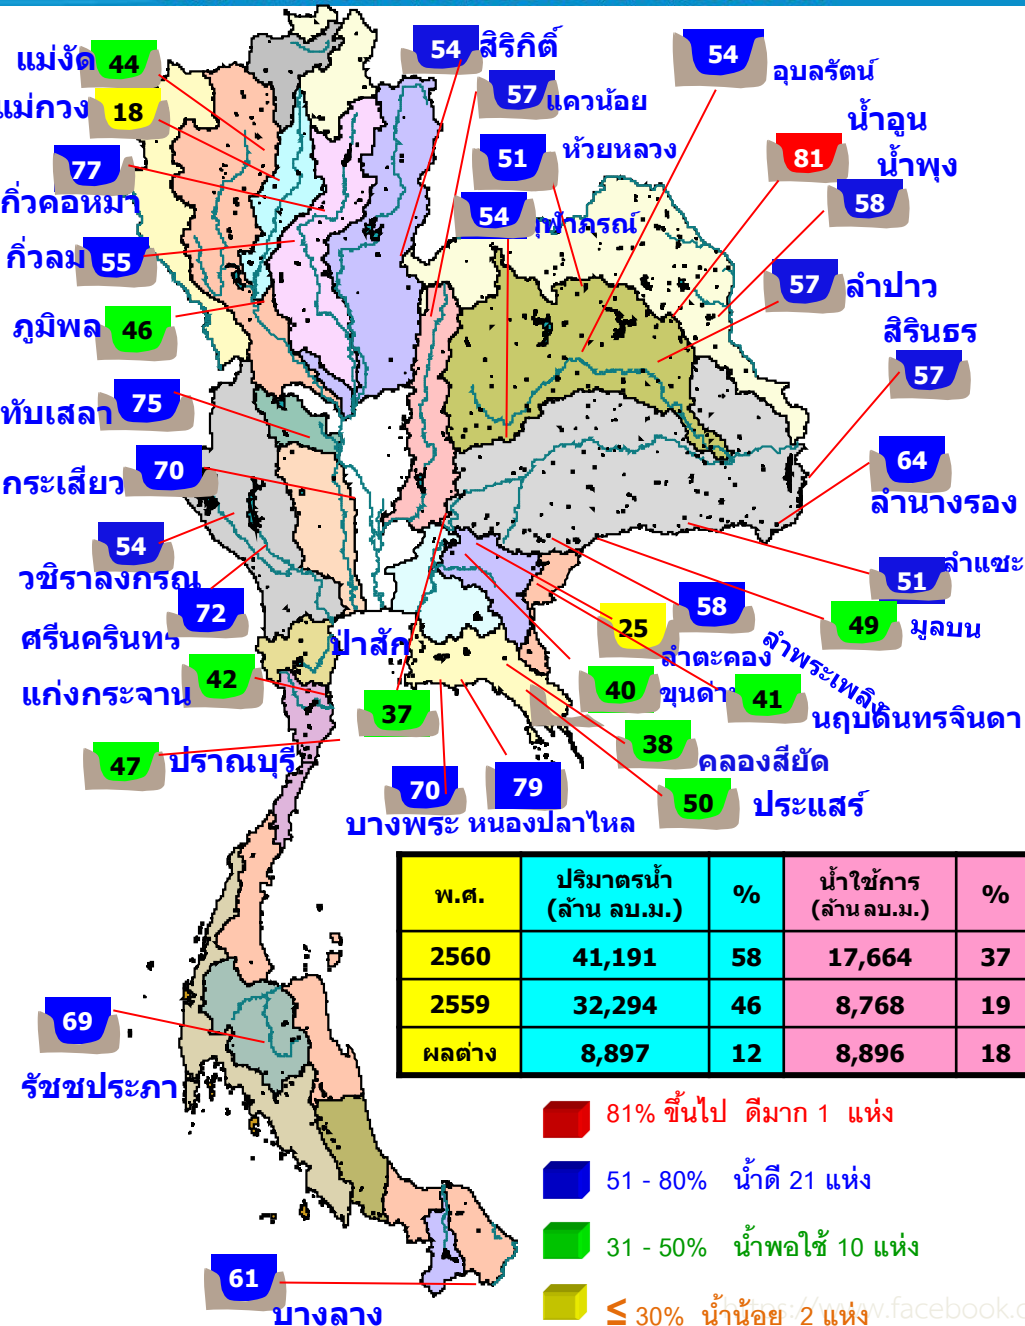 54 สิริกิติ์
54
แม่งัด 44
อุบลรัตน์
57 แควน้อย
แม่กวง 18
น้ำอูน
51 ห้วยหลวง
81 น้ำพุง
77
58
กิ่วคอหมา
54
กิ่วลม 55
57 ลำปาว
ภูมิพล 46
สิรินธร
57
ทับเสลา 75
64
กระเสียว 70
ลำนางรอง
54
ลำแซะ
วชิราลงกรณ
51
72
58
25
49 มูลบน
ศรีนครินทร์
ป่าสัก
ลำตะคอง
ลำพระเพลิง
แก่งกระจาน 42
40
41
37
นฤบดินทรจินดา
38
คลองสียัด
47 ปราณบุรี
70
79
50 ประแสร์
บางพระ หนองปลาไหล
พ.ศ. ปริมาตรน้ำ (ล้าน ลบ.ม.) % น้ำใช้การ (ล้าน ลบ.ม.) %
2560 41,191 58 17,664 37
2559 32,294 46 8,768 19
ผลต่าง 8,897 12 8,896 18
69
รัชชประภา
81% ขึ้นไป ดีมาก 1 แห่ง
51 - 80% น้ำดี 21 แห่ง
31 - 50% น้ำพอใช้ 10 แห่ง
≤ 30% น้ำน้อย 2 แห่ง
61
บางลาง